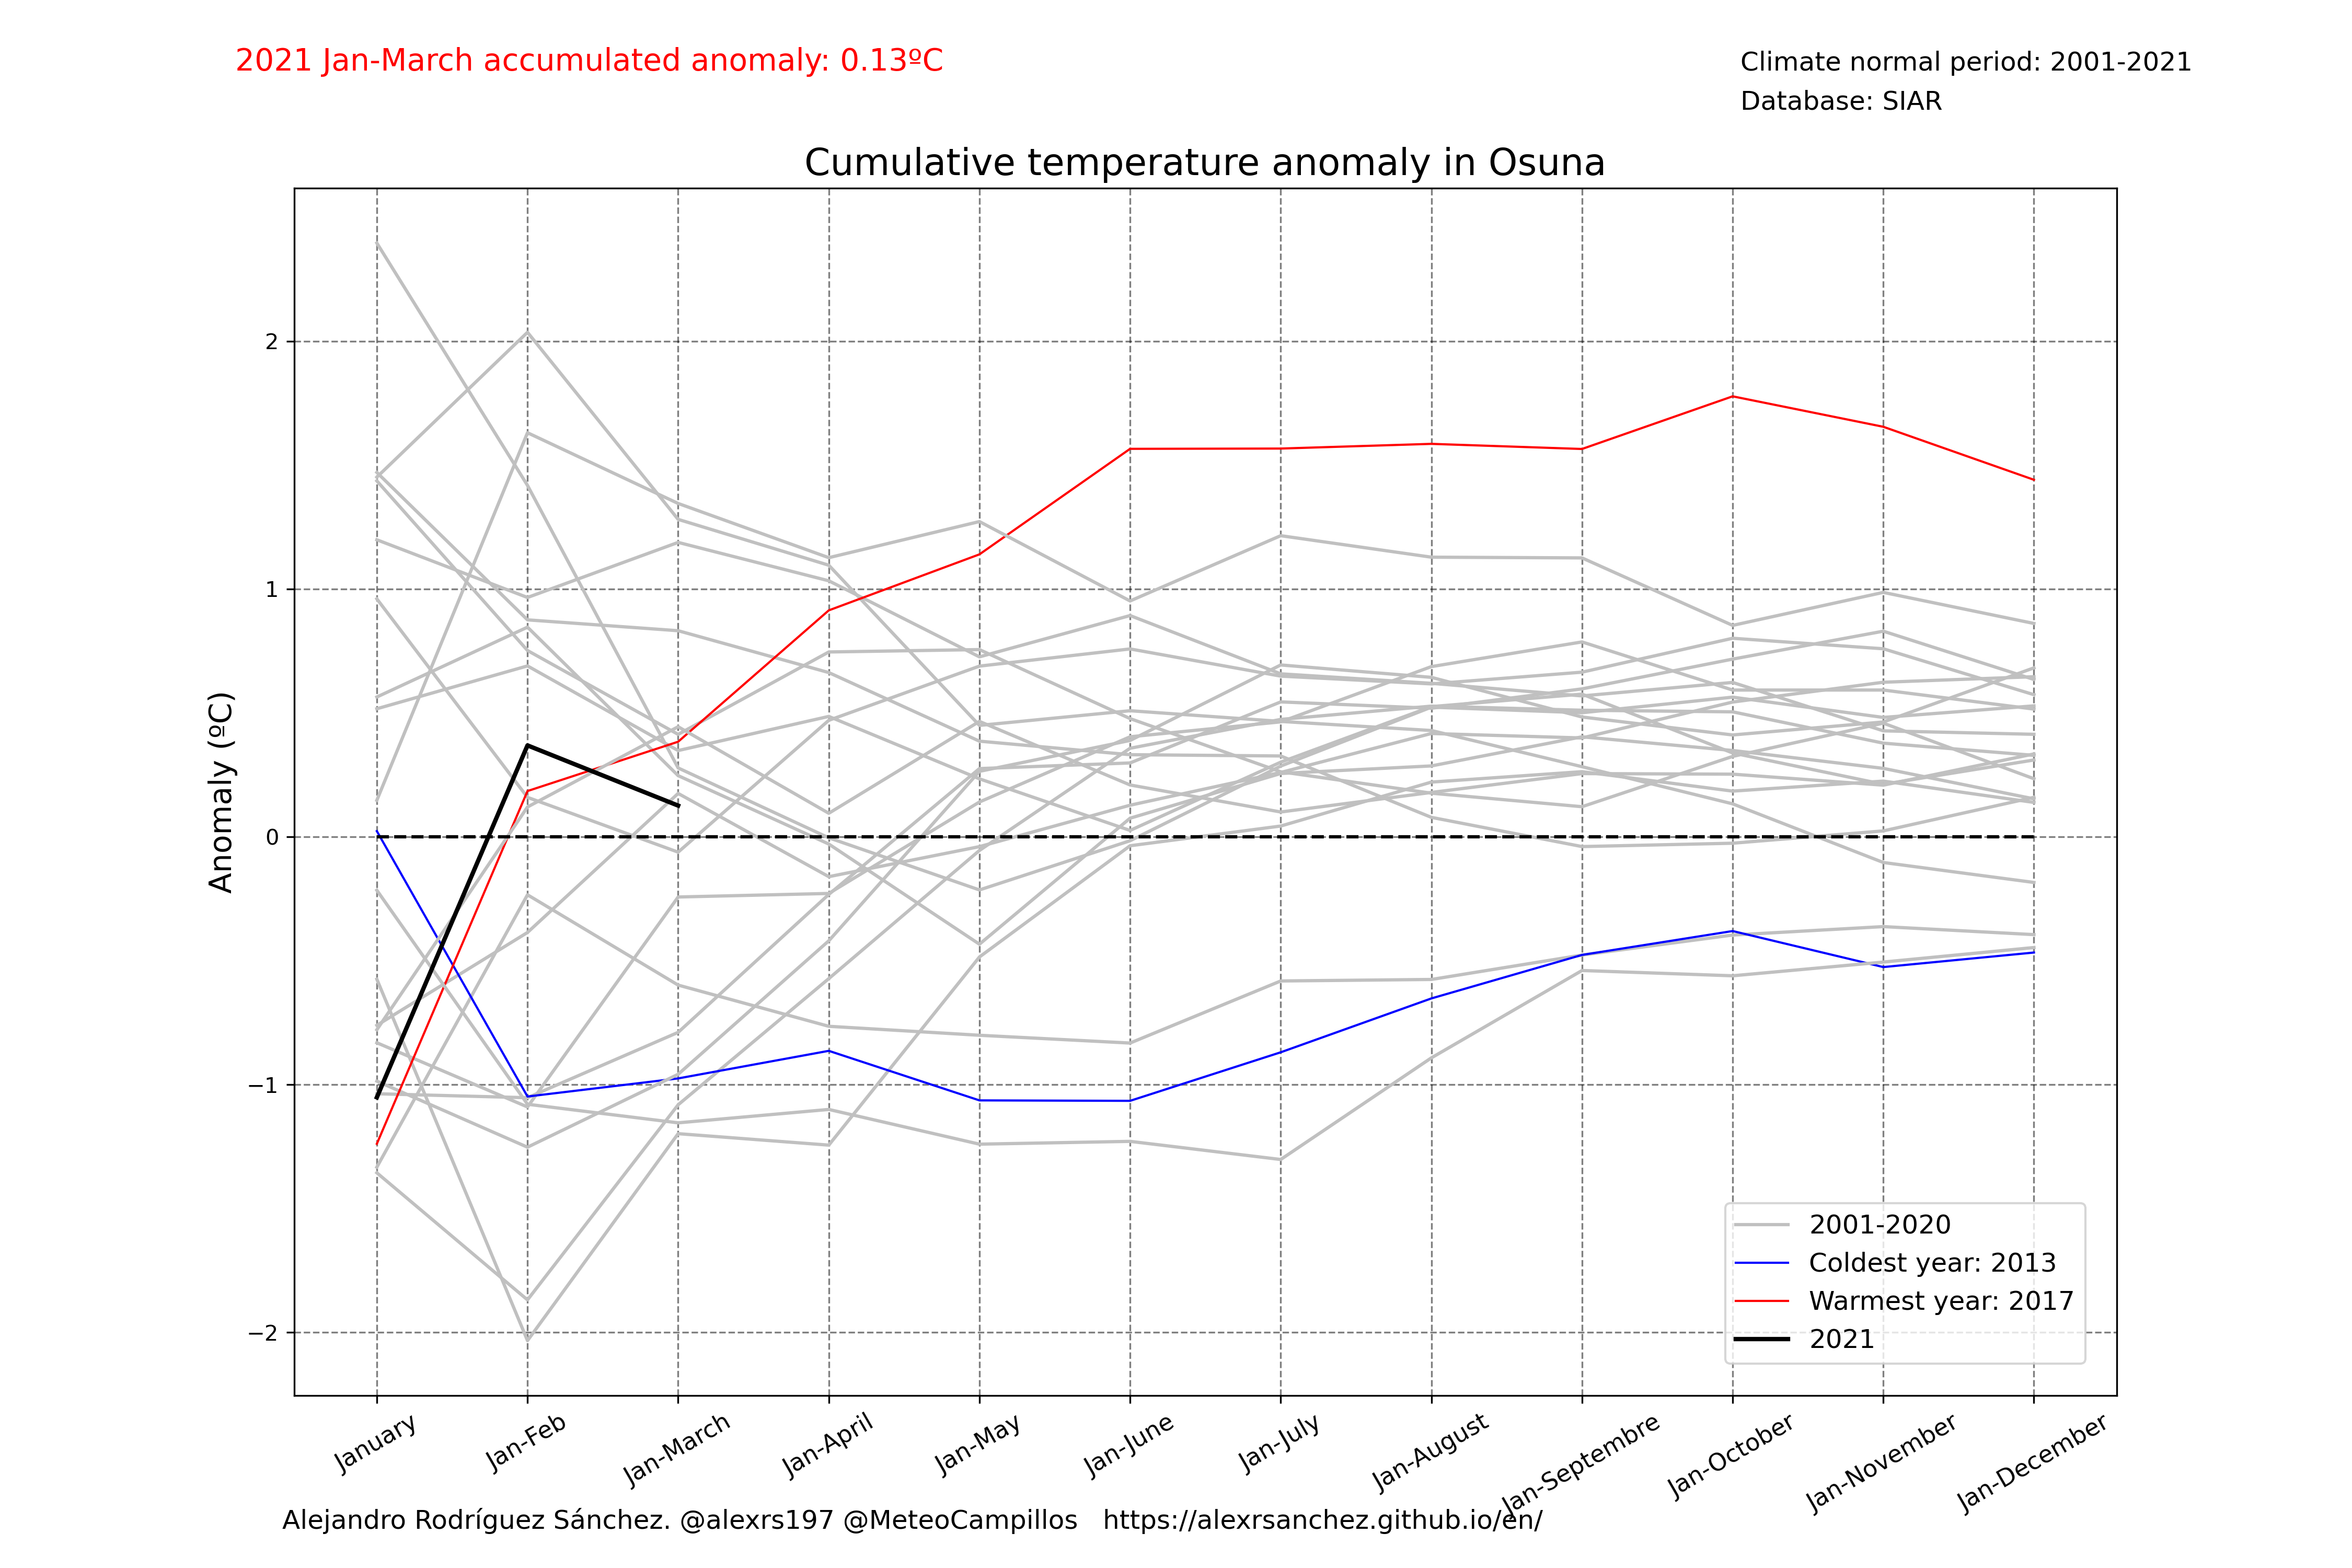 2021 Jan-March accumulated anomaly: 0.13ºC
Climate normal period: 2001-2021
Database: SIAR
Cumulative temperature anomaly in Osuna
Anomaly (ºC)
2
1
0
−1
−2
2001-2020
Coldest year: 2013
Warmest year: 2017
2021
January
Jan-Feb
Jan-March
Jan-April
Jan-May
Jan-June
Jan-July
Jan-August
Jan-Septembre
Jan-October
Jan-November
Jan-December
Alejandro Rodríguez Sánchez. @alexrs197 @MeteoCampillos https://alexrsanchez.github.io/en/